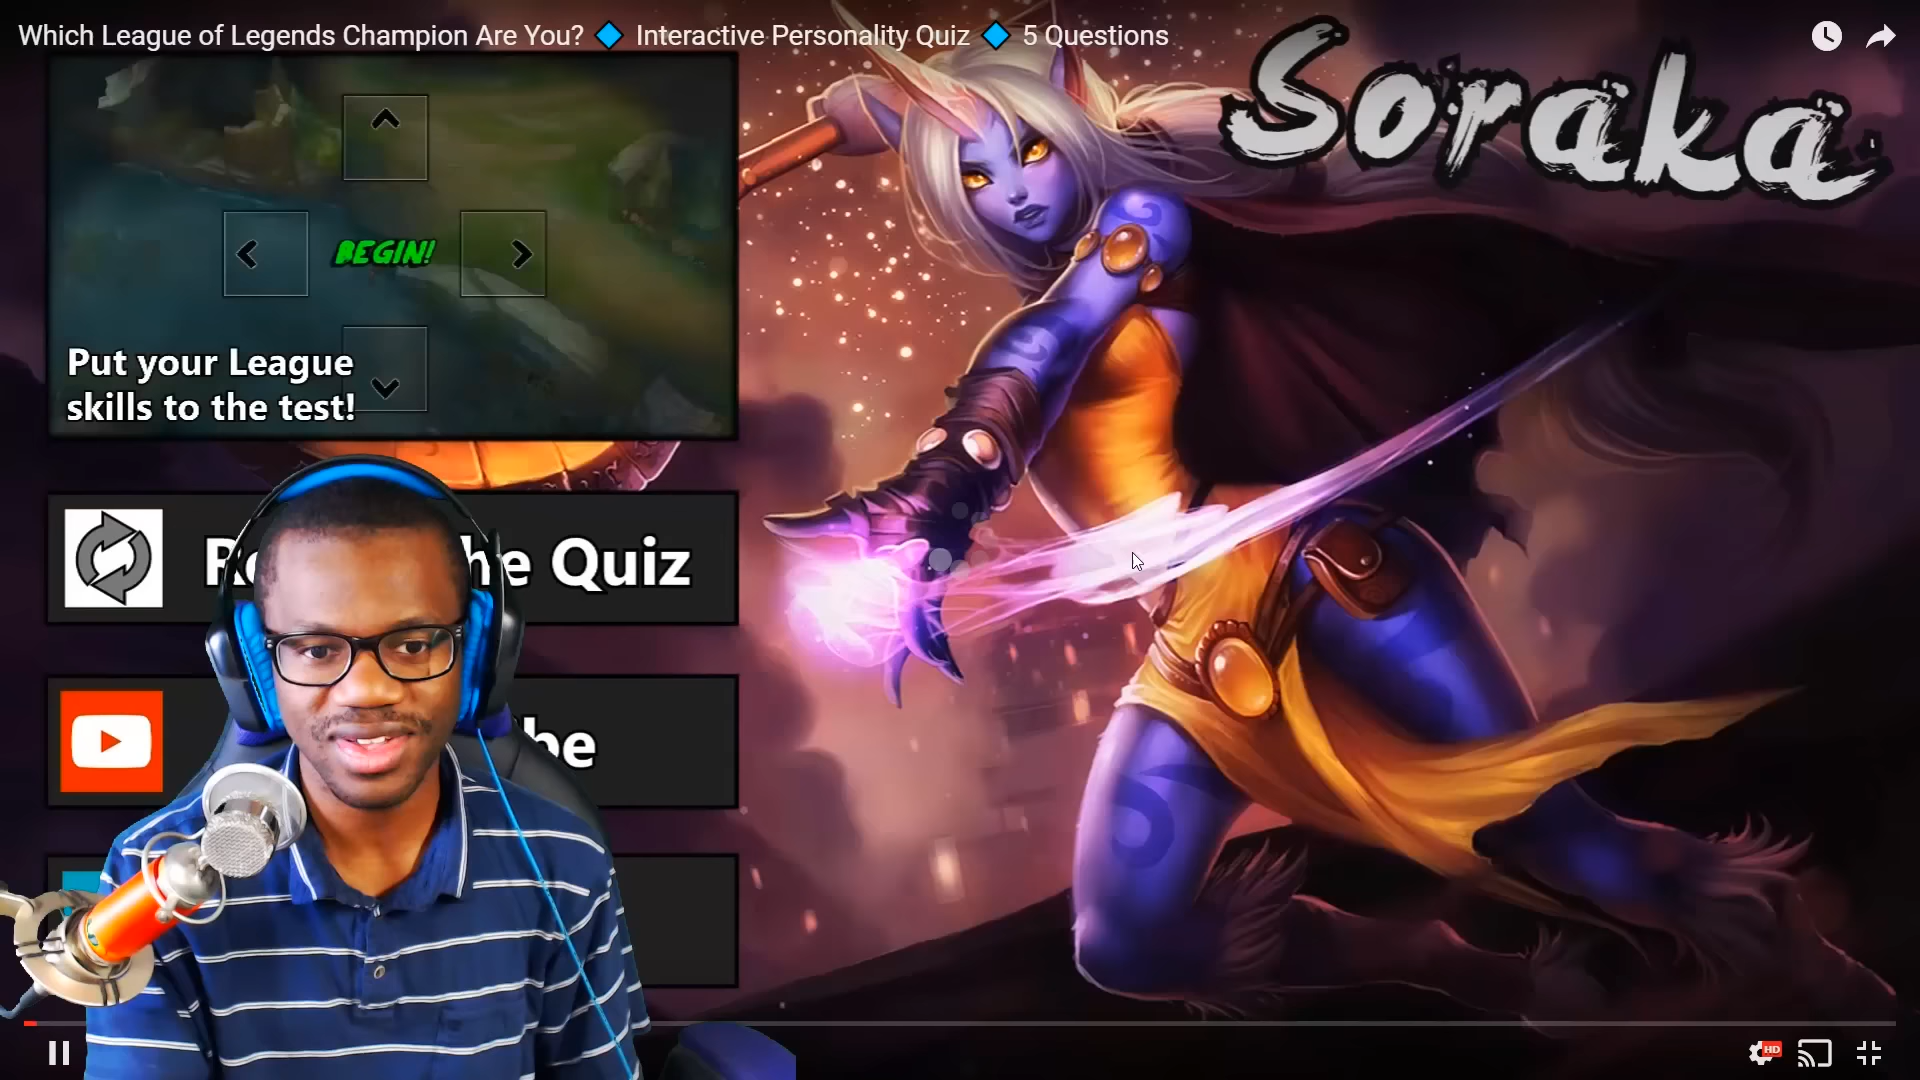 Which League of Legends Champion Are You? 🔷 Interactive Personality Quiz 🔷 5 Questions
Soraka
BEGIN!
Put your League
skills to the test!
Quiz
HD